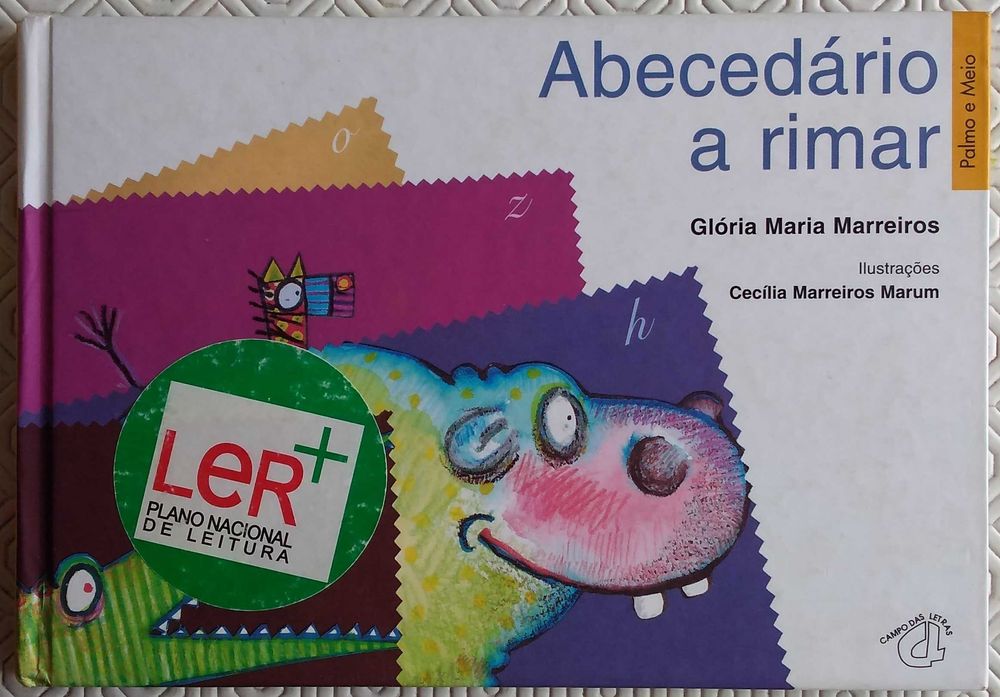 Abecedário
a rimar
Palmo e Meio
Glória Maria Marreiros
Ilustrações
Cecília Marreiros Marum
o
z
h
LeR+
PLANO NACIONAL
DE LEITURA
CAMPO DAS LETRAS